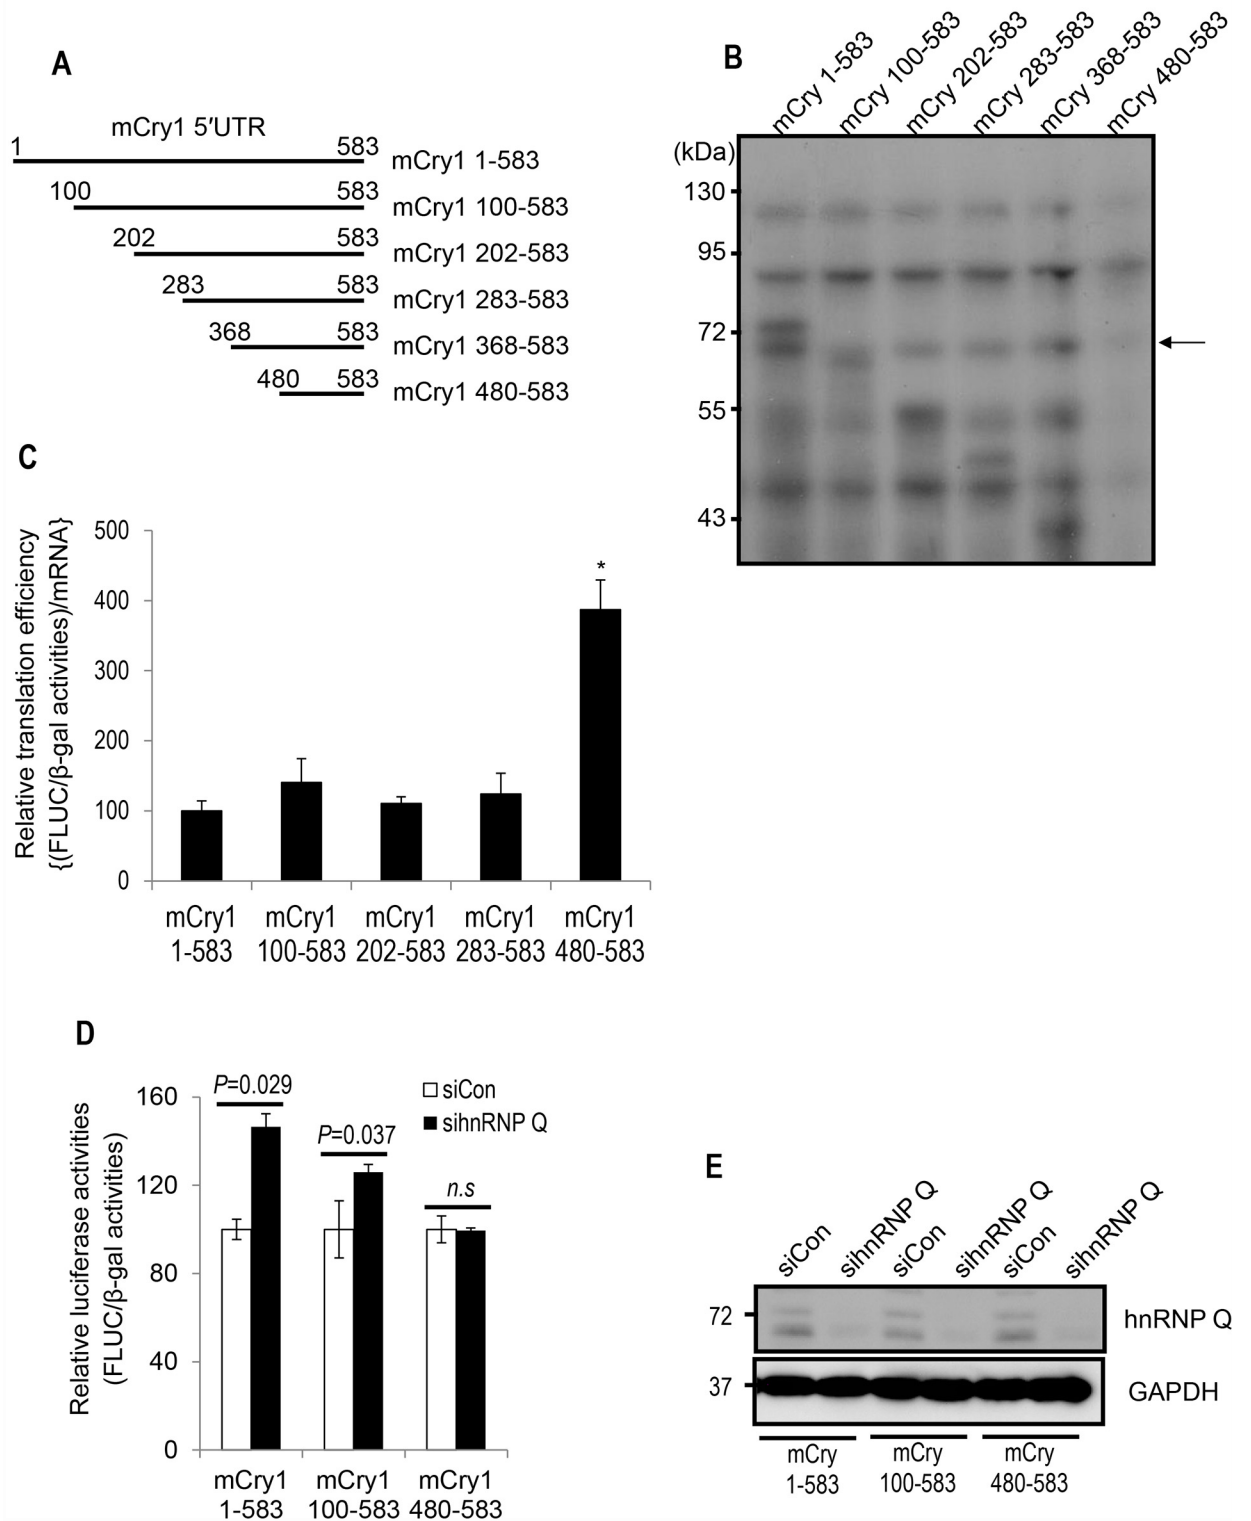 A
mCry1 5′UTR
1 583 mCry1 1-583
100 583 mCry1 100-583
202 583 mCry1 202-583
283 583 mCry1 283-583
368 583 mCry1 368-583
480 583 mCry1 480-583
B
mCry 1-583
mCry 100-583
mCry 202-583
mCry 283-583
mCry 368-583
mCry 480-583
(kDa)
130
95
72
55
43
C
Relative translation efficiency
{(FLUC/β-gal activities)/mRNA}
500
400
300
200
100
0
*
mCry1 mCry1 mCry1 mCry1 mCry1
1-583 100-583 202-583 283-583 480-583
D
Relative luciferase activities
(FLUC/β-gal activities)
160
120
80
40
0
P=0.029
P=0.037
n.s
siCon
sihnRNP Q
mCry1 mCry1 mCry1
1-583 100-583 480-583
E
siCon
sihnRNP Q
siCon
sihnRNP Q
siCon
sihnRNP Q
72 hnRNP Q
37 GAPDH
mCry mCry mCry
1-583 100-583 480-583